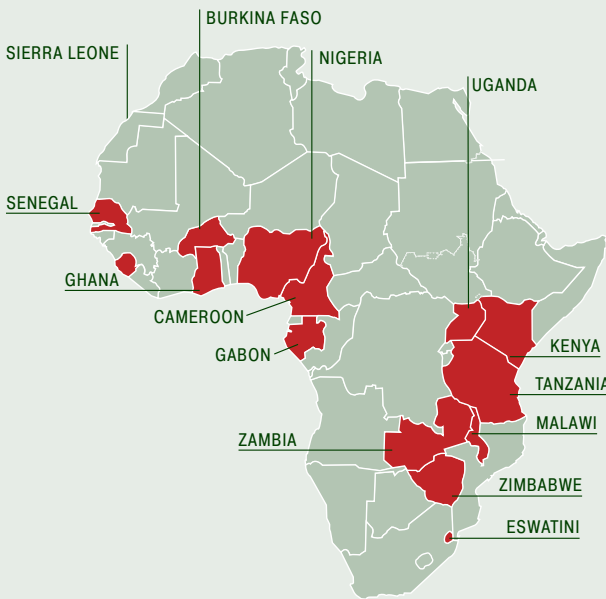 BURKINA FASO
SIERRA LEONE
NIGERIA
UGANDA
SENEGAL
GHANA
CAMEROON
GABON
KENYA
TANZANIA
MALAWI
ZAMBIA
ZIMBABWE
ESWATINI